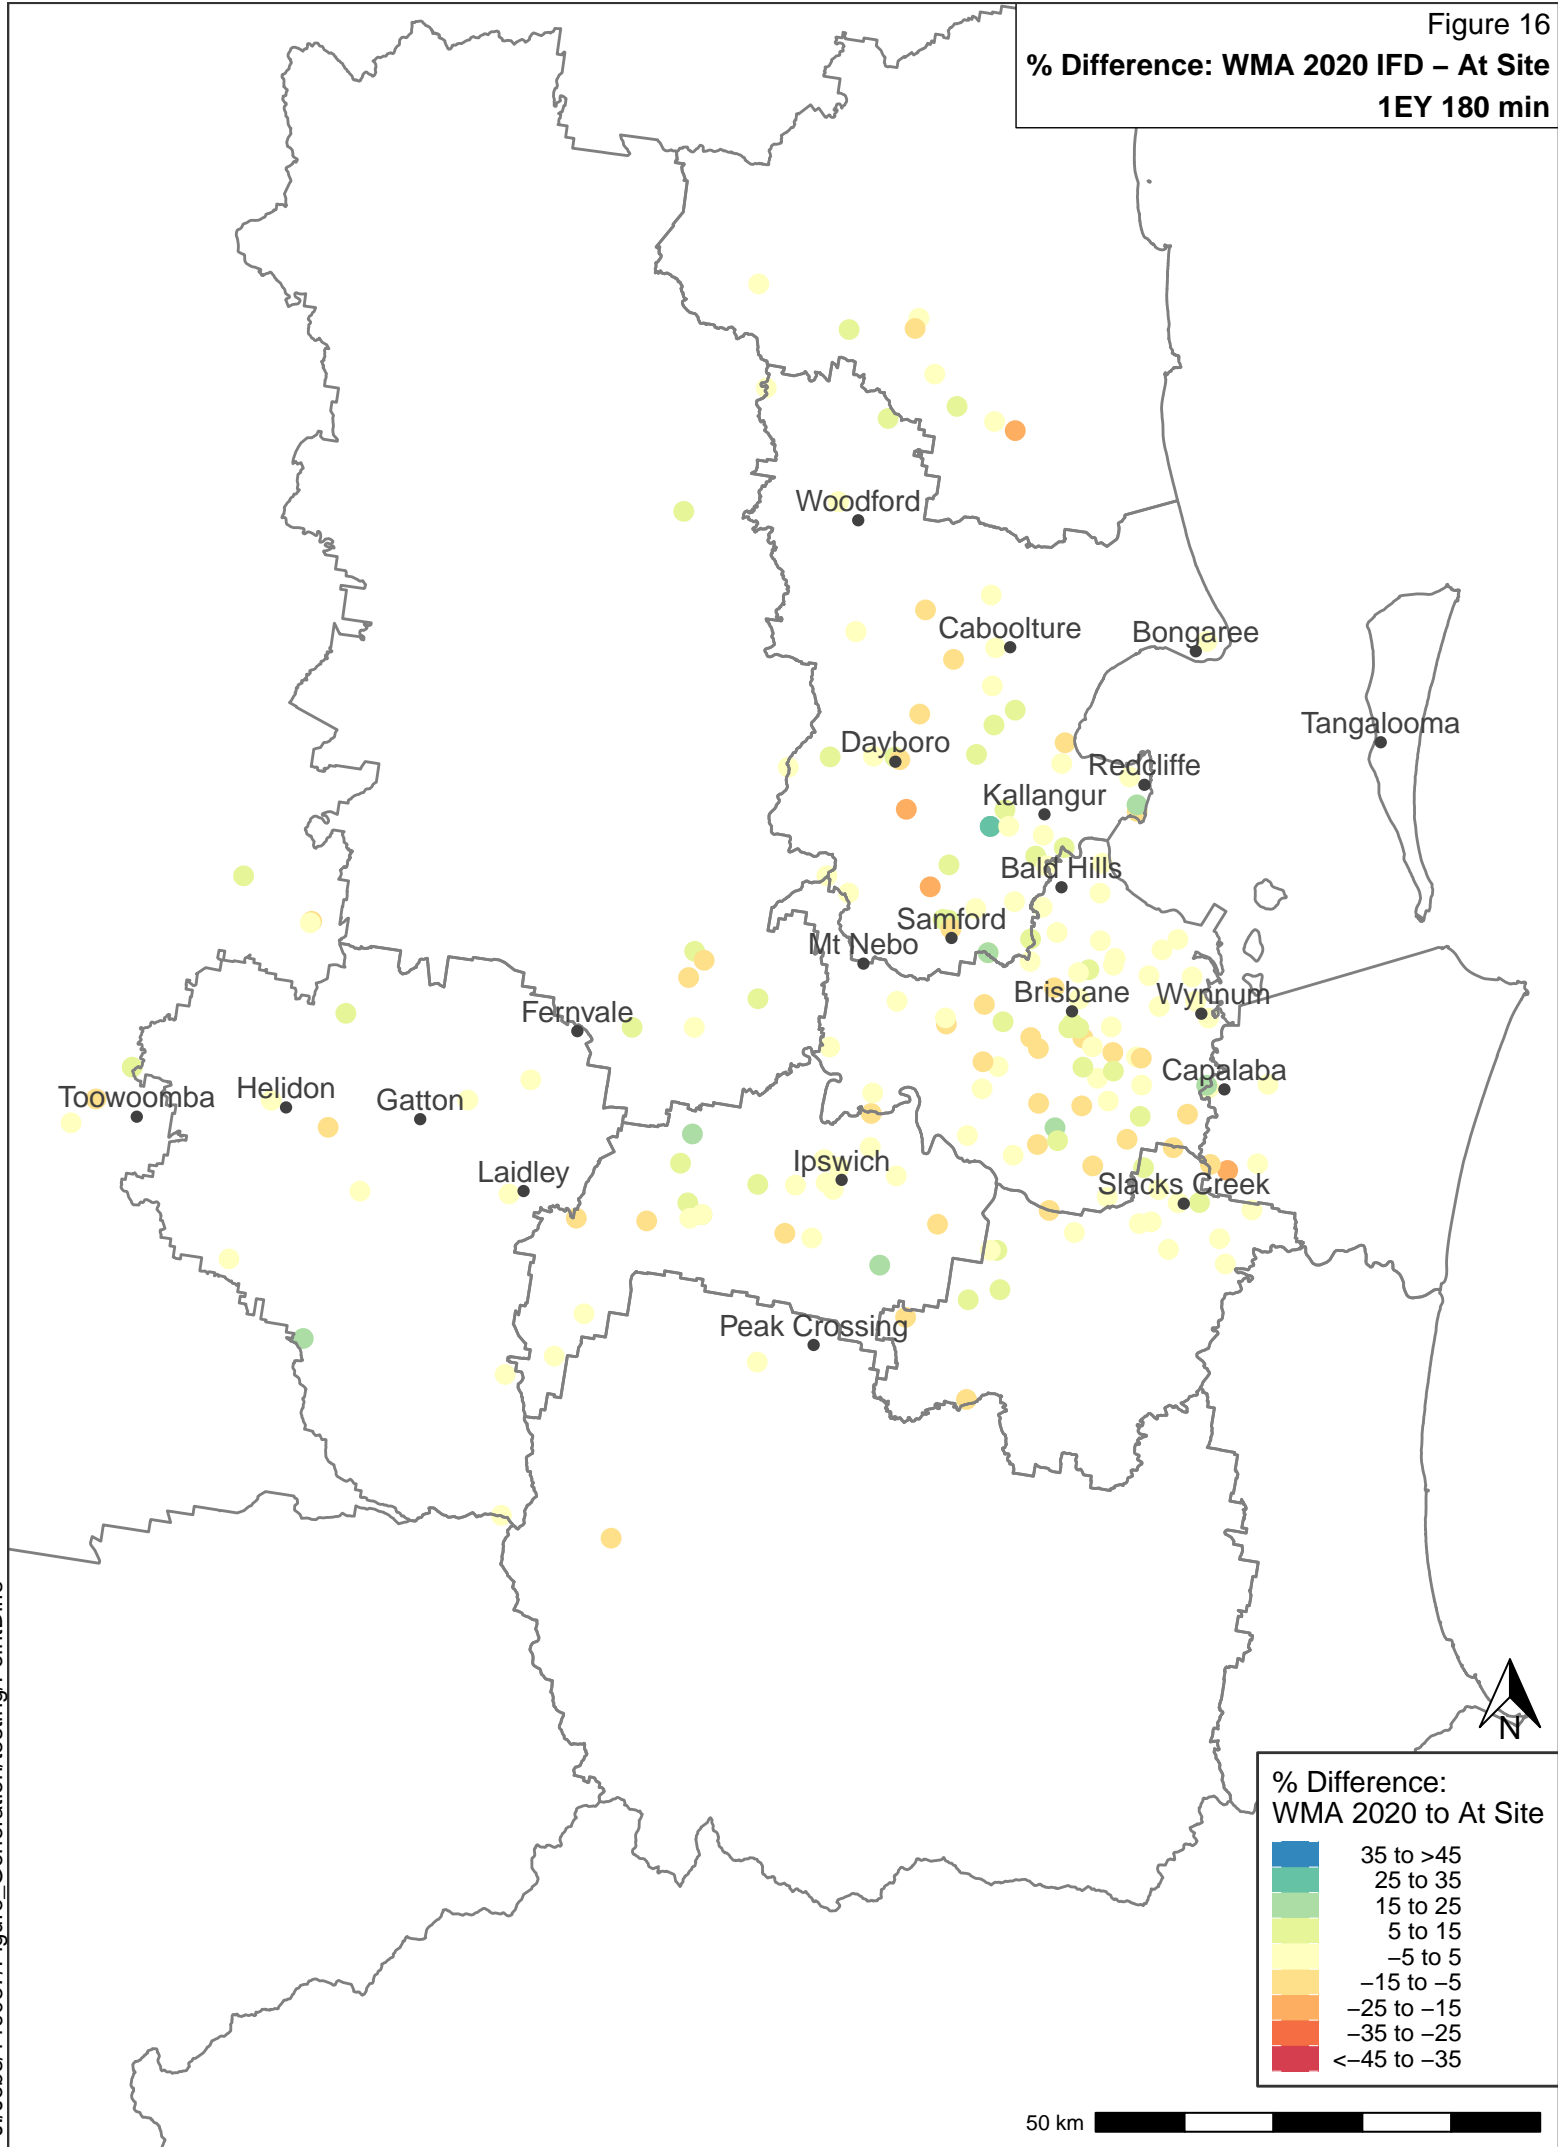 Figure 16
% Difference: WMA 2020 IFD – At Site
1EY 180 min
Woodford
Caboolture
Bongaree
Tangalooma
Dayboro
Redcliffe
Kallangur
Bald Hills
Samford
Mt Nebo
Brisbane
Wynnum
Fernvale
Capalaba
Toowoomba
Helidon
Gatton
Ipswich
Laidley
Slacks Creek
Peak Crossing
N
% Difference:
WMA 2020 to At Site
35 to >45
25 to 35
15 to 25
5 to 15
−5 to 5
−15 to −5
−25 to −15
−35 to −25
<−45 to −35
50 km